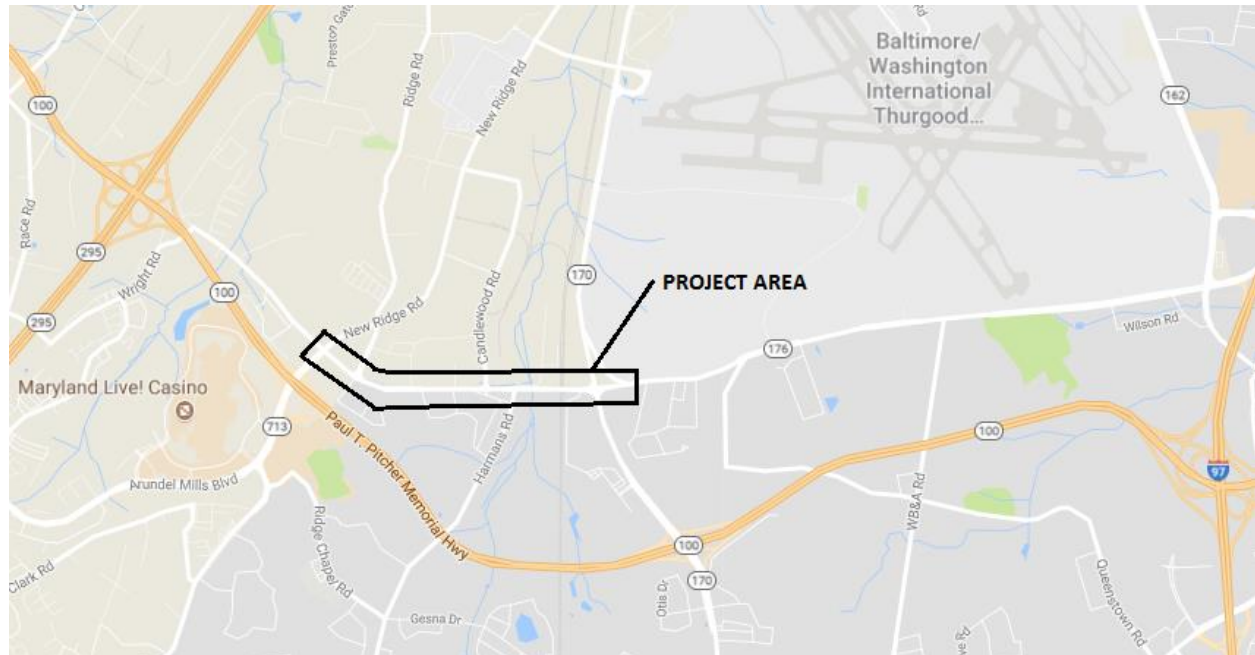 Preston Gate
Ridge Rd
New Ridge Rd
Baltimore/
Washington
International
Thurgood...
162
100
Race Rd
295
Wright Rd
295
100
170
PROJECT AREA
New Ridge Rd
Candlewood Rd
Wilson Rd
176
Maryland Live! Casino
713
Paul T. Pitcher Memorial Hwy
Harmans Rd
100
97
Arundel Mills Blvd
WB&A Rd
Ridge Chapel Rd
100
170
Clark Rd
Otis Dr
Queenstown Rd
Gesna Dr